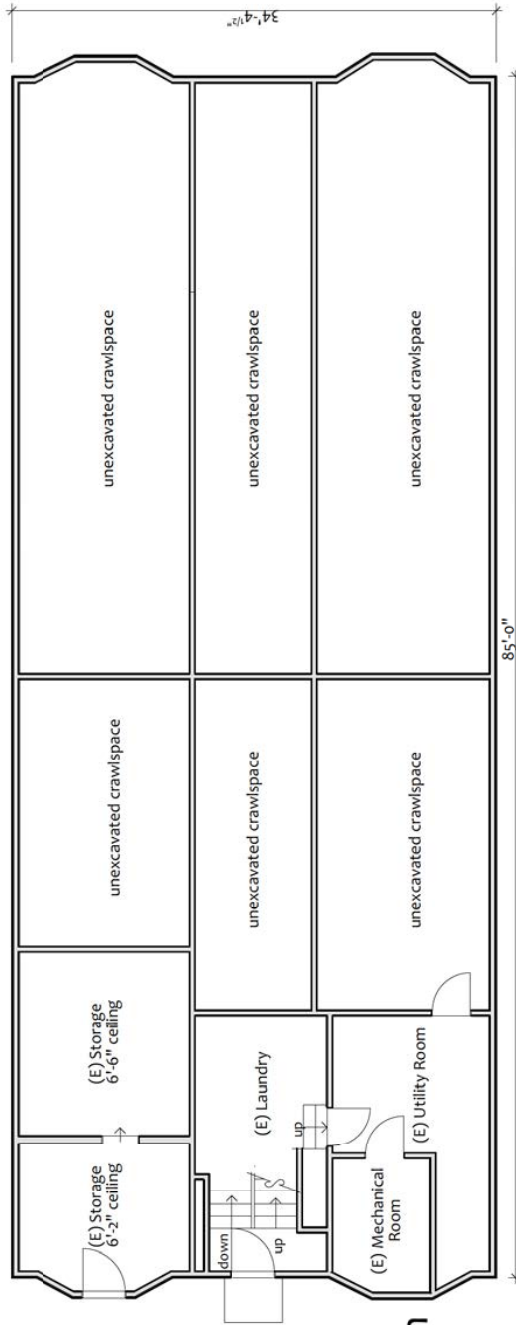 34'-4 1/2"
unexcavated crawlspace
unexcavated crawlspace
unexcavated crawlspace
85'-0"
unexcavated crawlspace
unexcavated crawlspace
unexcavated crawlspace
(E) Storage
6'-6" ceiling
(E) Laundry
up
(E) Utility Room
(E) Storage
6'-2" ceiling
down
up
S
(E) Mechanical
Room